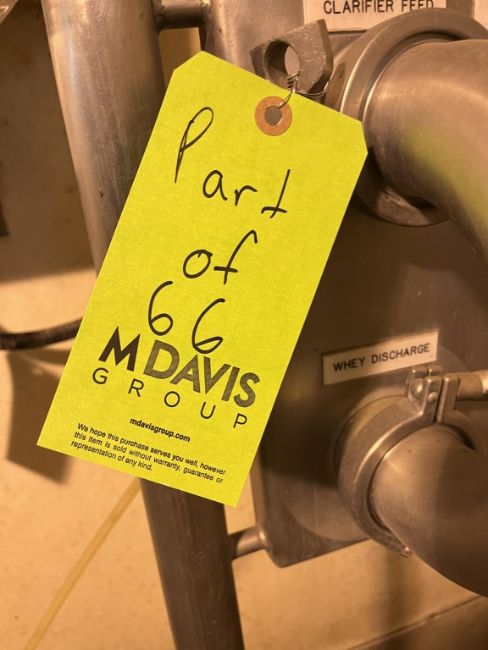 CLARIFIER FEED
Part
of
66
M DAVIS
GROUP
mdavisgroup.com
We hope this purchase serves you well, however
this item is sold without warranty, guarantee or
representation of any kind.
WHEY DISCHARGE